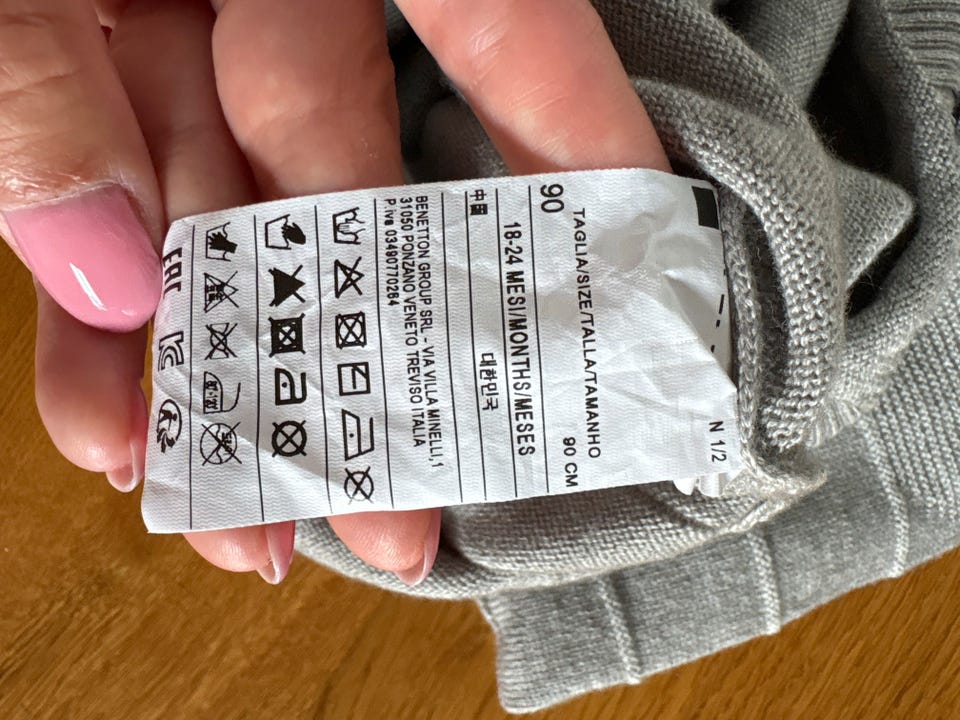 N 1/2
TAGLIA/SIZE/TALLA/TAMANHO
90 90 CM
18-24 MESI/MONTHS/MESES
中国 대한민국
BENETTON GROUP SRL - VIA VILLA MINELLI,1
31050 PONZANO VENETO TREVISO ITALIA
P.iva 03490770264
EAC